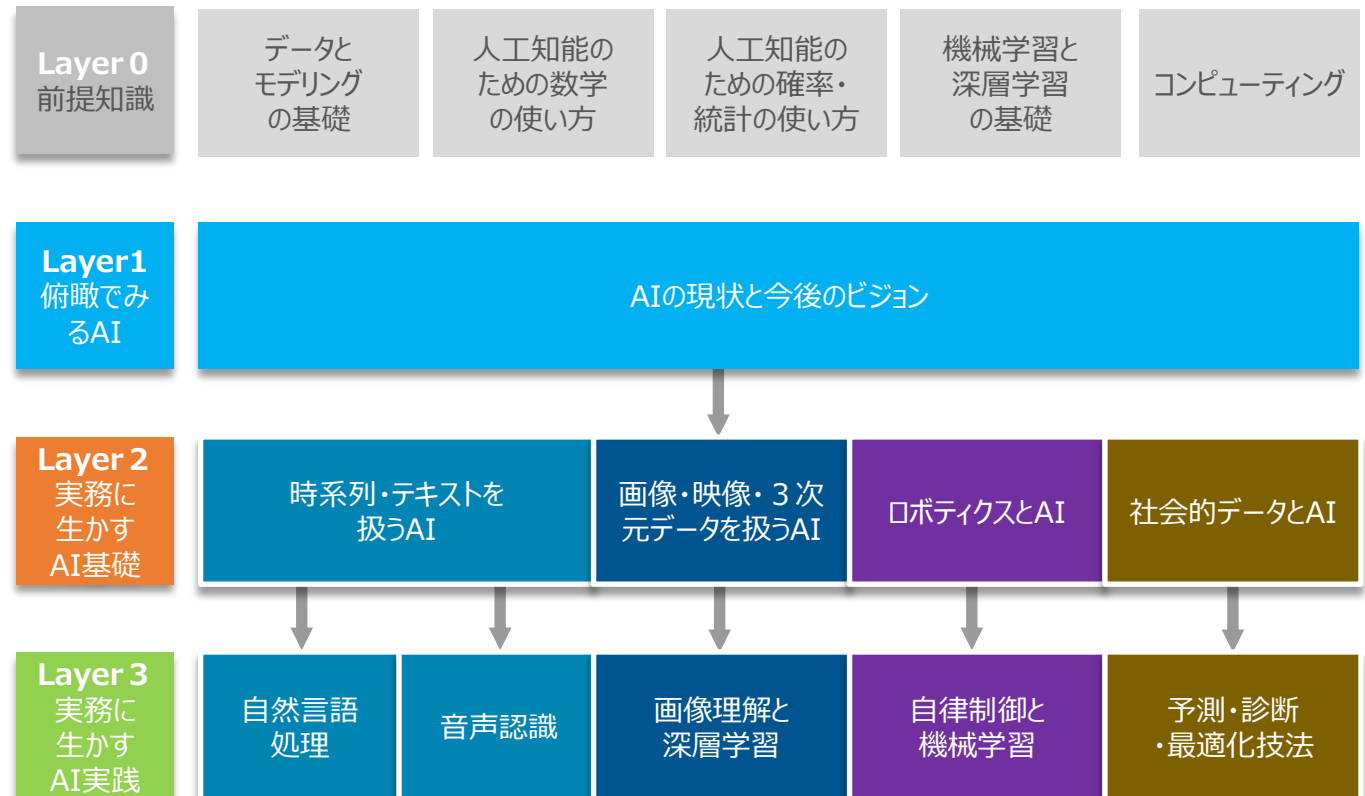 Layer 0
前提知識
データと
モデリング
の基礎
人工知能の
ための数学
の使い方
人工知能の
ための確率・
統計の使い方
機械学習と
深層学習
の基礎
コンピューティング
Layer1
俯瞰でみ
るAI
AIの現状と今後のビジョン
Layer 2
実務に
生かす
AI基礎
時系列・テキストを
扱うAI
画像・映像・３次
元データを扱うAI
ロボティクスとAI
社会的データとAI
Layer 3
実務に
生かす
AI実践
自然言語
処理
音声認識
画像理解と
深層学習
自律制御と
機械学習
予測・診断
・最適化技法